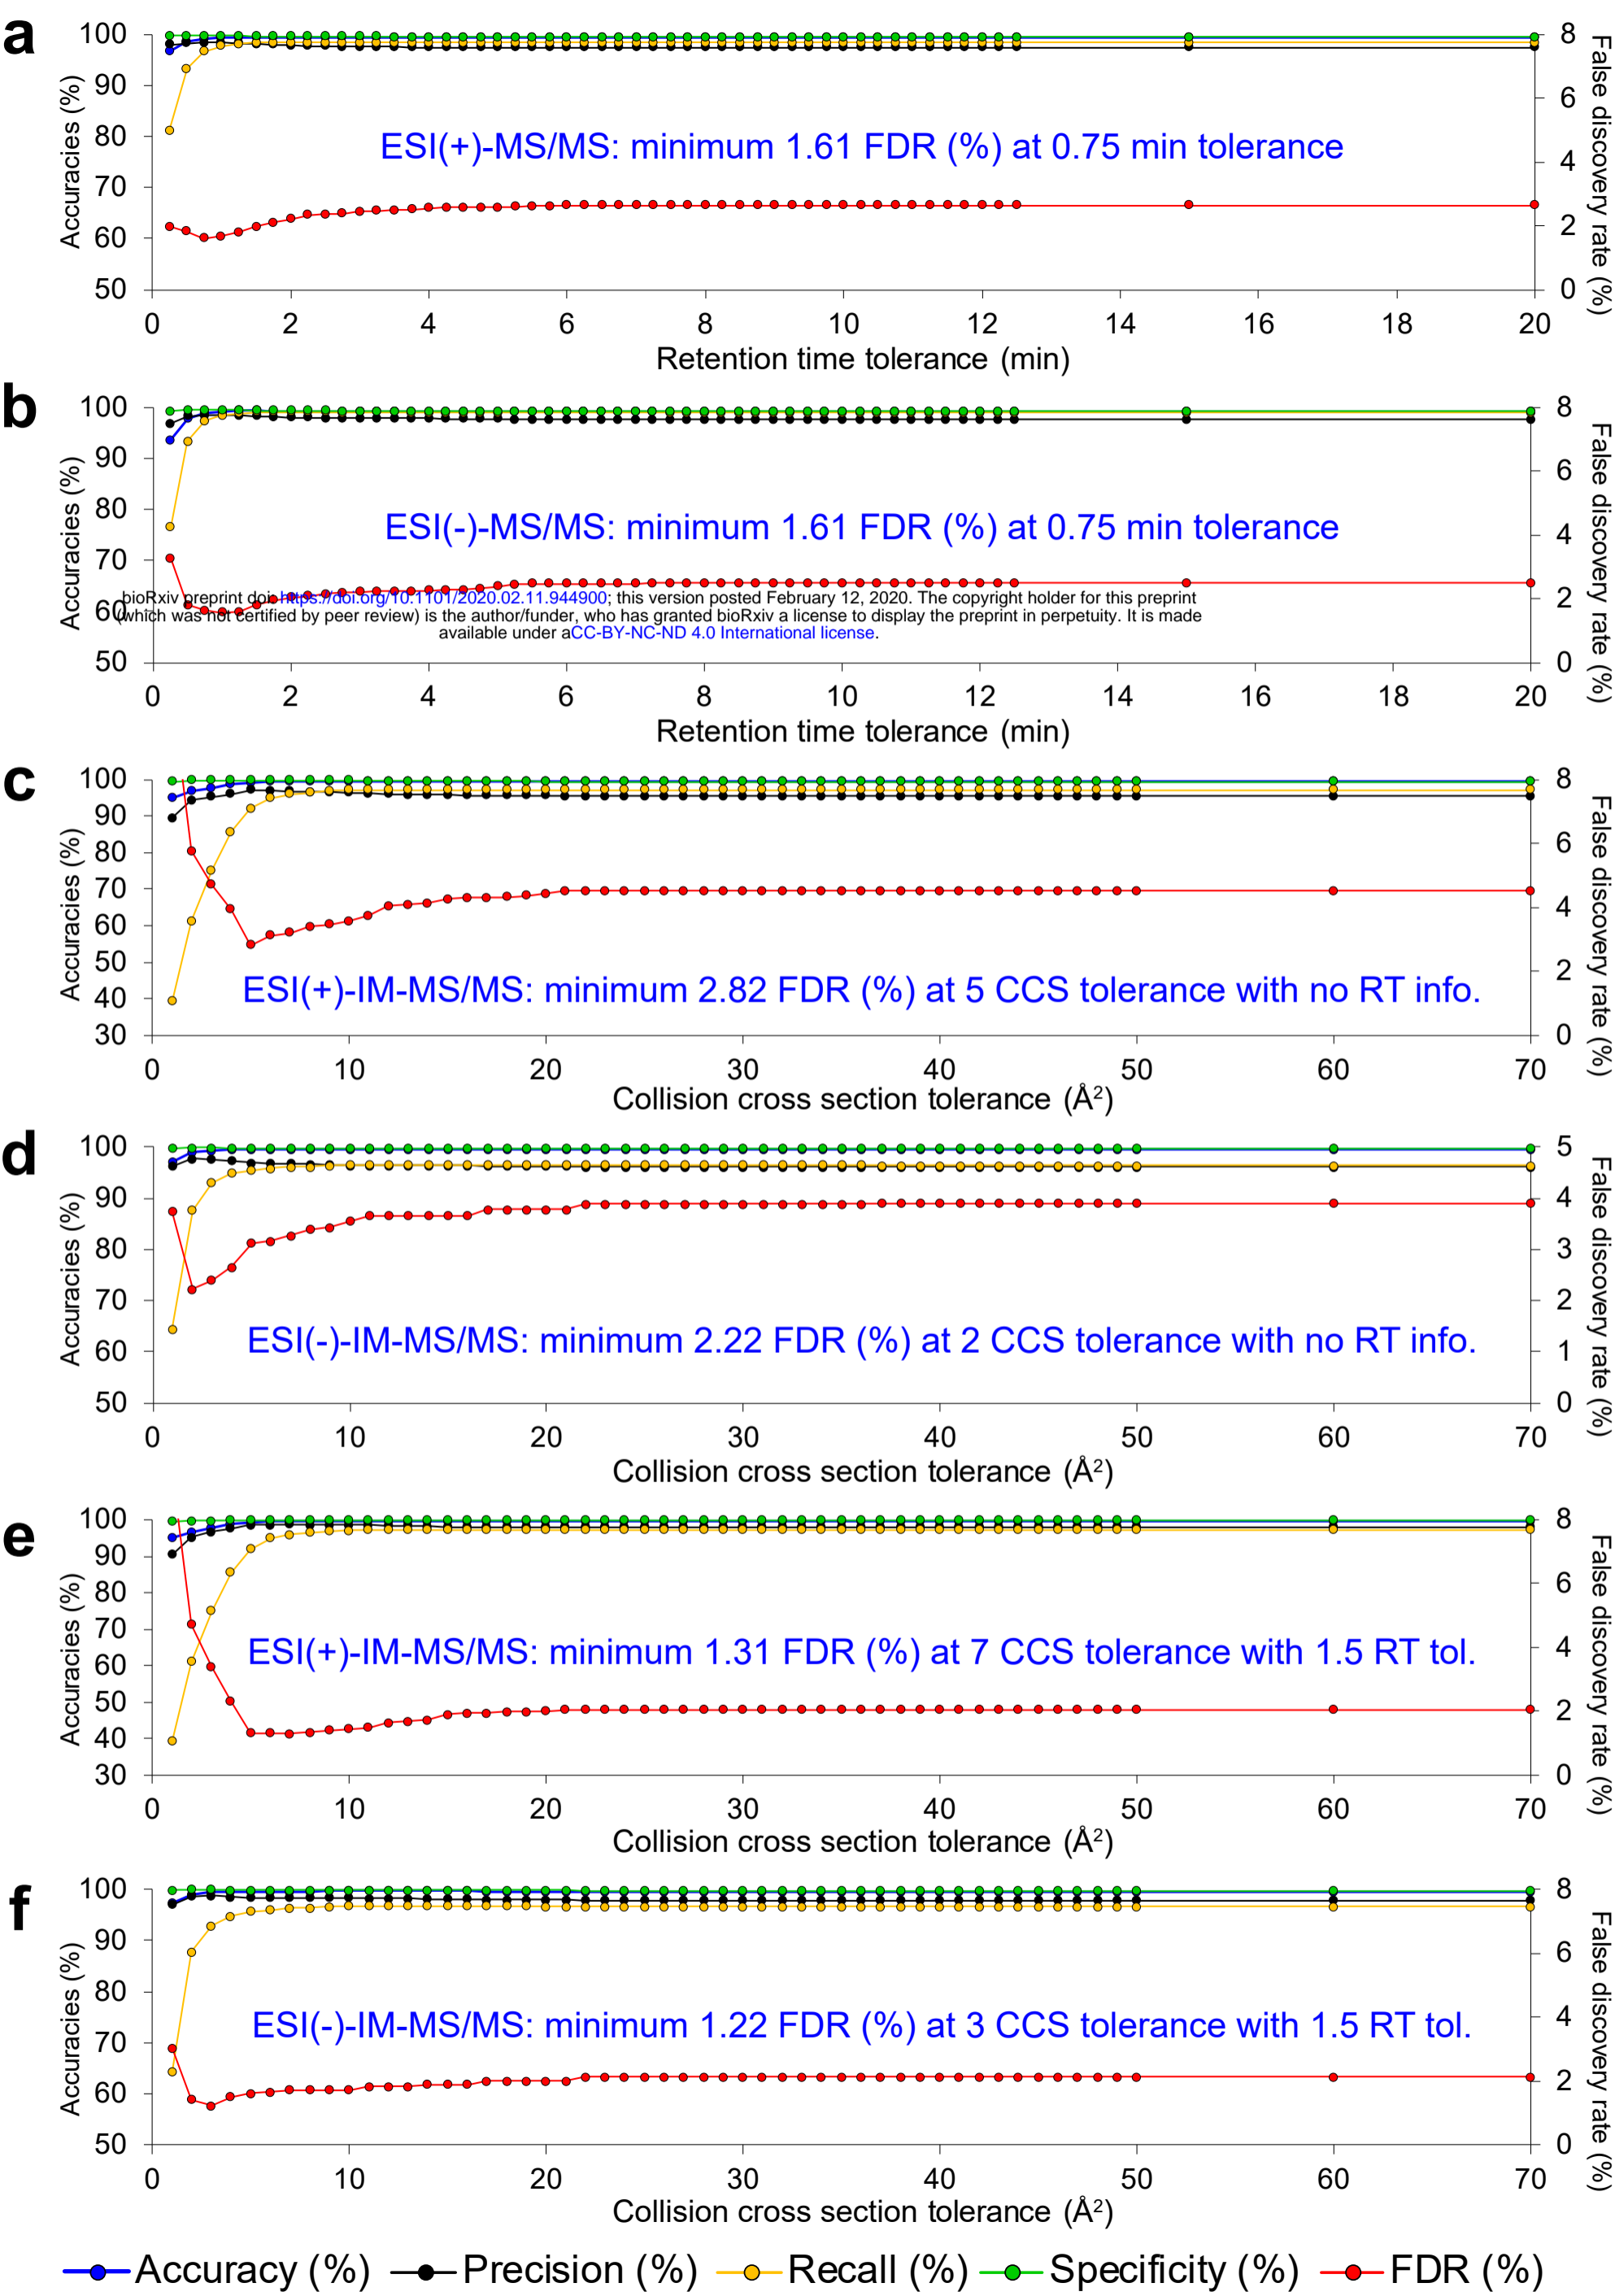 a
100
90
80
70
60
50
Accuracies (%)
8
6
4
2
0
False discovery rate (%)
ESI(+)-MS/MS: minimum 1.61 FDR (%) at 0.75 min tolerance
0 2 4 6 8 10 12 14 16 18 20
Retention time tolerance (min)
b
100
90
80
70
60
50
Accuracies (%)
8
6
4
2
0
False discovery rate (%)
ESI(-)-MS/MS: minimum 1.61 FDR (%) at 0.75 min tolerance
bioRxiv preprint doi: https://doi.org/10.1101/2020.02.11.944900; this version posted February 12, 2020. The copyright holder for this preprint
(which was not certified by peer review) is the author/funder, who has granted bioRxiv a license to display the preprint in perpetuity. It is made
available under aCC-BY-NC-ND 4.0 International license.
0 2 4 6 8 10 12 14 16 18 20
Retention time tolerance (min)
c
100
90
80
70
60
50
40
30
Accuracies (%)
8
6
4
2
0
False discovery rate (%)
ESI(+)-IM-MS/MS: minimum 2.82 FDR (%) at 5 CCS tolerance with no RT info.
0 10 20 30 40 50 60 70
Collision cross section tolerance (Å²)
d
100
90
80
70
60
50
Accuracies (%)
5
4
3
2
1
0
False discovery rate (%)
ESI(-)-IM-MS/MS: minimum 2.22 FDR (%) at 2 CCS tolerance with no RT info.
0 10 20 30 40 50 60 70
Collision cross section tolerance (Å²)
e
100
90
80
70
60
50
40
30
Accuracies (%)
8
6
4
2
0
False discovery rate (%)
ESI(+)-IM-MS/MS: minimum 1.31 FDR (%) at 7 CCS tolerance with 1.5 RT tol.
0 10 20 30 40 50 60 70
Collision cross section tolerance (Å²)
f
100
90
80
70
60
50
Accuracies (%)
8
6
4
2
0
False discovery rate (%)
ESI(-)-IM-MS/MS: minimum 1.22 FDR (%) at 3 CCS tolerance with 1.5 RT tol.
0 10 20 30 40 50 60 70
Collision cross section tolerance (Å²)
Accuracy (%) Precision (%) Recall (%) Specificity (%) FDR (%)